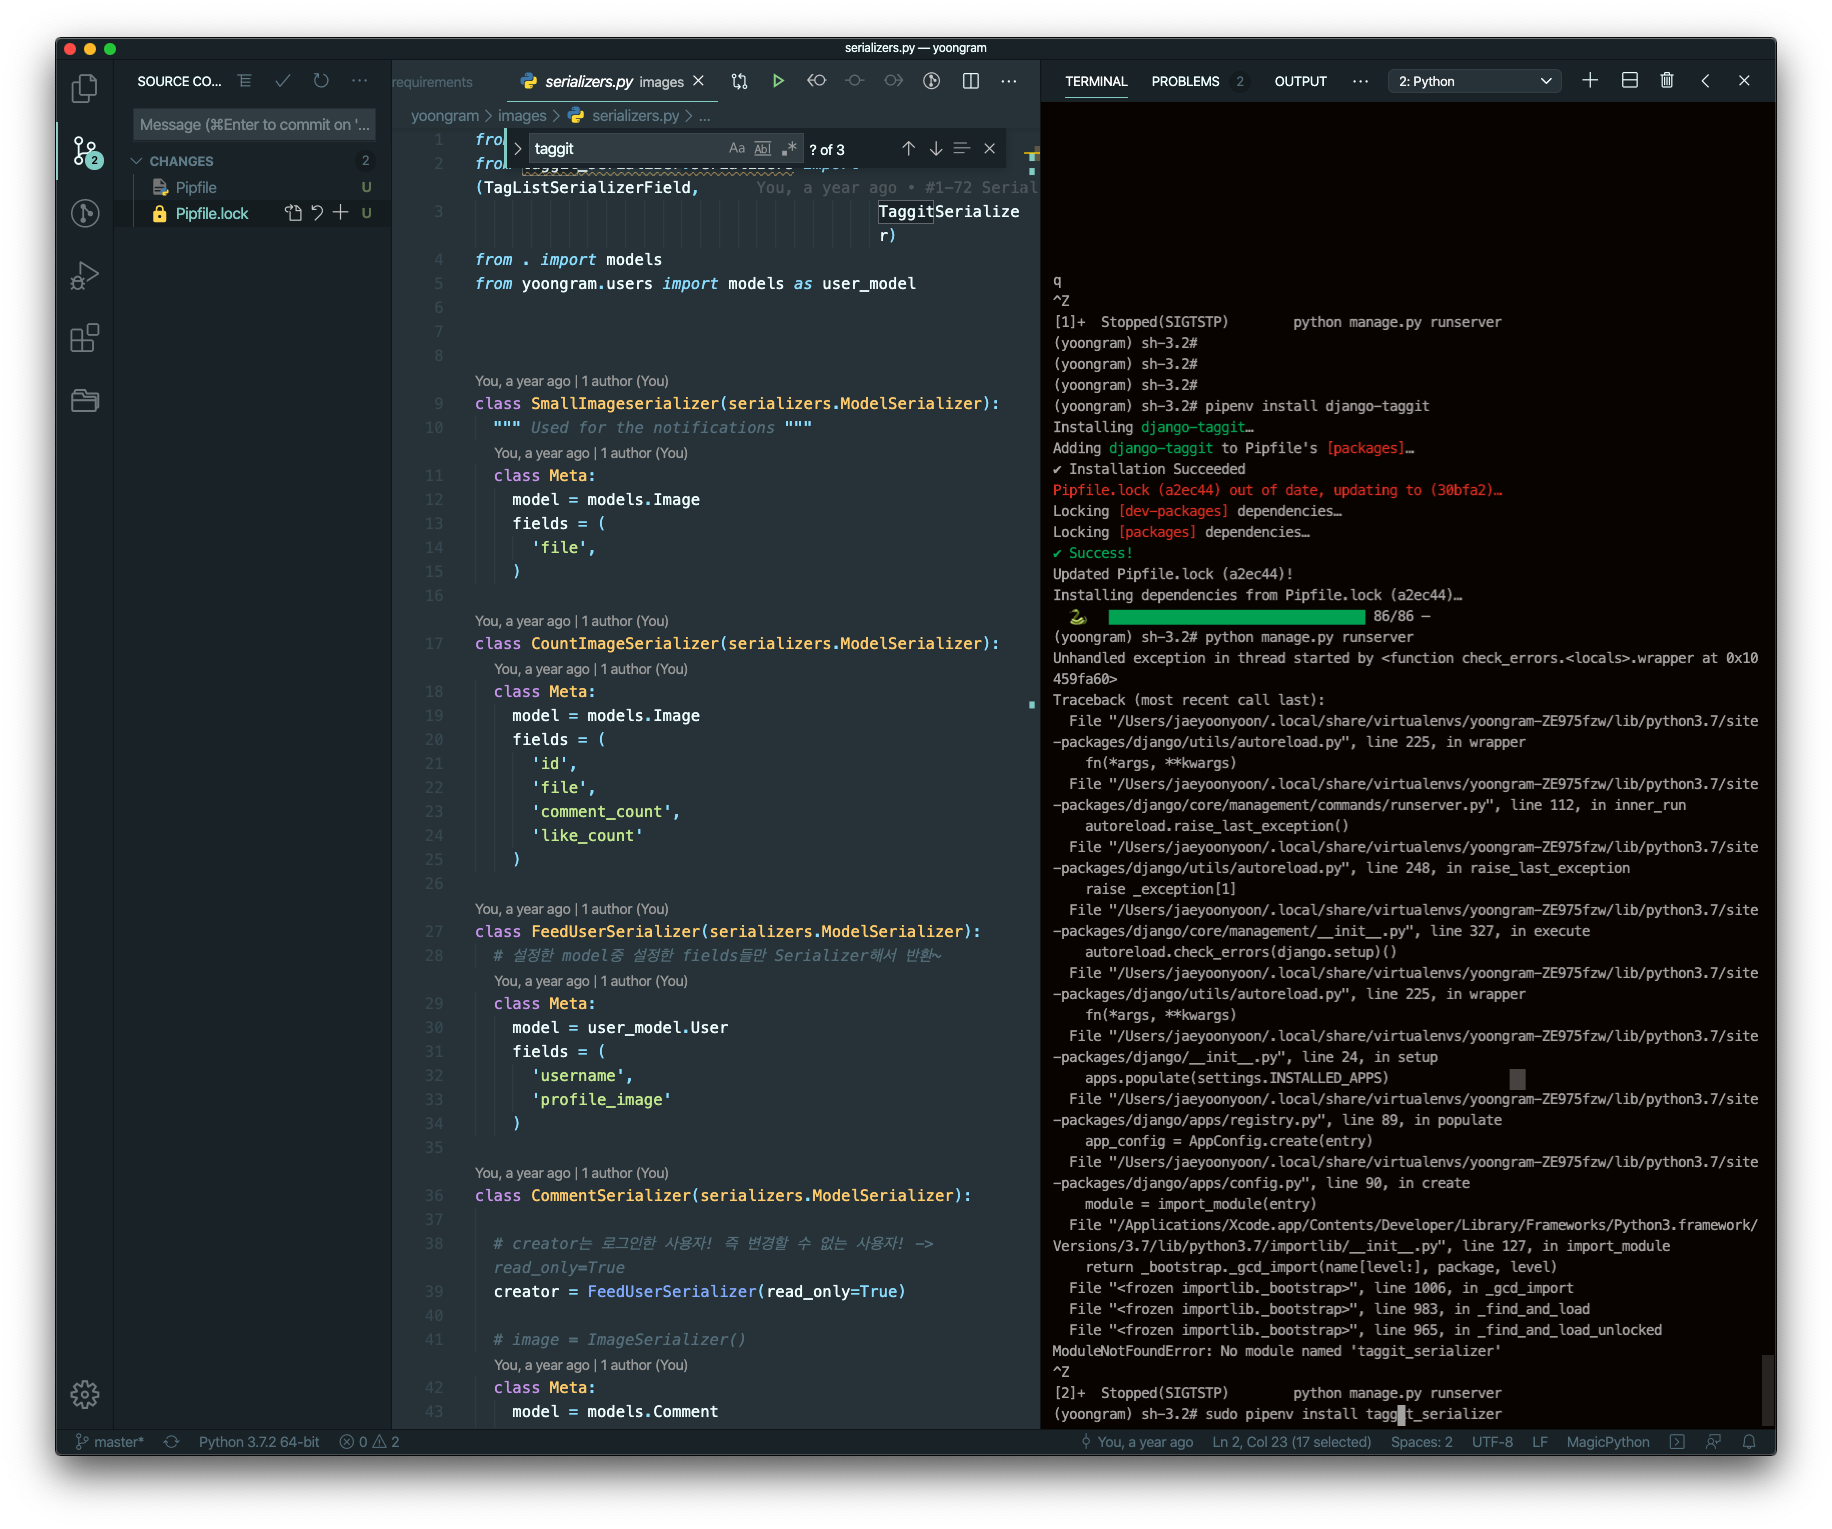 serializers.py — yoongram
SOURCE CO...
Message (⌘Enter to commit on '...
CHANGES 2
Pipfile U
Pipfile.lock U
2
requirements
serializers.py images
yoongram > images > serializers.py > ...
taggit
Aa Abl .* ? of 3
1 from
2 from
(TagListSerializerField, You, a year ago • #1-72 Serial
3 TaggitSerialize
r)
4 from . import models
5 from yoongram.users import models as user_model
6
7
8
You, a year ago | 1 author (You)
9 class SmallImageserializer(serializers.ModelSerializer):
10 """ Used for the notifications """
You, a year ago | 1 author (You)
11 class Meta:
12 model = models.Image
13 fields = (
14 'file',
15 )
16
You, a year ago | 1 author (You)
17 class CountImageSerializer(serializers.ModelSerializer):
You, a year ago | 1 author (You)
18 class Meta:
19 model = models.Image
20 fields = (
21 'id',
22 'file',
23 'comment_count',
24 'like_count'
25 )
26
You, a year ago | 1 author (You)
27 class FeedUserSerializer(serializers.ModelSerializer):
28 # 설정한 model중 설정한 fields들만 Serializer해서 반환~
You, a year ago | 1 author (You)
29 class Meta:
30 model = user_model.User
31 fields = (
32 'username',
33 'profile_image'
34 )
35
You, a year ago | 1 author (You)
36 class CommentSerializer(serializers.ModelSerializer):
37
38 # creator는 로그인한 사용자! 즉 변경할 수 없는 사용자! ->
read_only=True
39 creator = FeedUserSerializer(read_only=True)
40
41 # image = ImageSerializer()
You, a year ago | 1 author (You)
42 class Meta:
43 model = models.Comment
TERMINAL PROBLEMS 2 OUTPUT ··· 2: Python
q
^Z
[1]+  Stopped(SIGTSTP)        python manage.py runserver
(yoongram) sh-3.2#
(yoongram) sh-3.2#
(yoongram) sh-3.2#
(yoongram) sh-3.2# pipenv install django-taggit
Installing django-taggit…
Adding django-taggit to Pipfile's [packages]…
✔ Installation Succeeded
Pipfile.lock (a2ec44) out of date, updating to (30bfa2)…
Locking [dev-packages] dependencies…
Locking [packages] dependencies…
✔ Success!
Updated Pipfile.lock (a2ec44)!
Installing dependencies from Pipfile.lock (a2ec44)…
86/86 —
(yoongram) sh-3.2# python manage.py runserver
Unhandled exception in thread started by <function check_errors.<locals>.wrapper at 0x10
459fa60>
Traceback (most recent call last):
File "/Users/jaeyoonyoon/.local/share/virtualenvs/yoongram-ZE975fzw/lib/python3.7/site
-packages/django/utils/autoreload.py", line 225, in wrapper
fn(*args, **kwargs)
File "/Users/jaeyoonyoon/.local/share/virtualenvs/yoongram-ZE975fzw/lib/python3.7/site
-packages/django/core/management/commands/runserver.py", line 112, in inner_run
autoreload.raise_last_exception()
File "/Users/jaeyoonyoon/.local/share/virtualenvs/yoongram-ZE975fzw/lib/python3.7/site
-packages/django/utils/autoreload.py", line 248, in raise_last_exception
raise _exception[1]
File "/Users/jaeyoonyoon/.local/share/virtualenvs/yoongram-ZE975fzw/lib/python3.7/site
-packages/django/core/management/__init__.py", line 327, in execute
autoreload.check_errors(django.setup)()
File "/Users/jaeyoonyoon/.local/share/virtualenvs/yoongram-ZE975fzw/lib/python3.7/site
-packages/django/utils/autoreload.py", line 225, in wrapper
fn(*args, **kwargs)
File "/Users/jaeyoonyoon/.local/share/virtualenvs/yoongram-ZE975fzw/lib/python3.7/site
-packages/django/__init__.py", line 24, in setup
apps.populate(settings.INSTALLED_APPS)
File "/Users/jaeyoonyoon/.local/share/virtualenvs/yoongram-ZE975fzw/lib/python3.7/site
-packages/django/apps/registry.py", line 89, in populate
app_config = AppConfig.create(entry)
File "/Users/jaeyoonyoon/.local/share/virtualenvs/yoongram-ZE975fzw/lib/python3.7/site
-packages/django/apps/config.py", line 90, in create
module = import_module(entry)
File "/Applications/Xcode.app/Contents/Developer/Library/Frameworks/Python3.framework/
Versions/3.7/lib/python3.7/importlib/__init__.py", line 127, in import_module
return _bootstrap._gcd_import(name[level:], package, level)
File "<frozen importlib._bootstrap>", line 1006, in _gcd_import
File "<frozen importlib._bootstrap>", line 983, in _find_and_load
File "<frozen importlib._bootstrap>", line 965, in _find_and_load_unlocked
ModuleNotFoundError: No module named 'taggit_serializer'
^Z
[2]+  Stopped(SIGTSTP)        python manage.py runserver
(yoongram) sh-3.2# sudo pipenv install taggit_serializer
master* Python 3.7.2 64-bit 0 2 You, a year ago Ln 2, Col 23 (17 selected) Spaces: 2 UTF-8 LF MagicPython